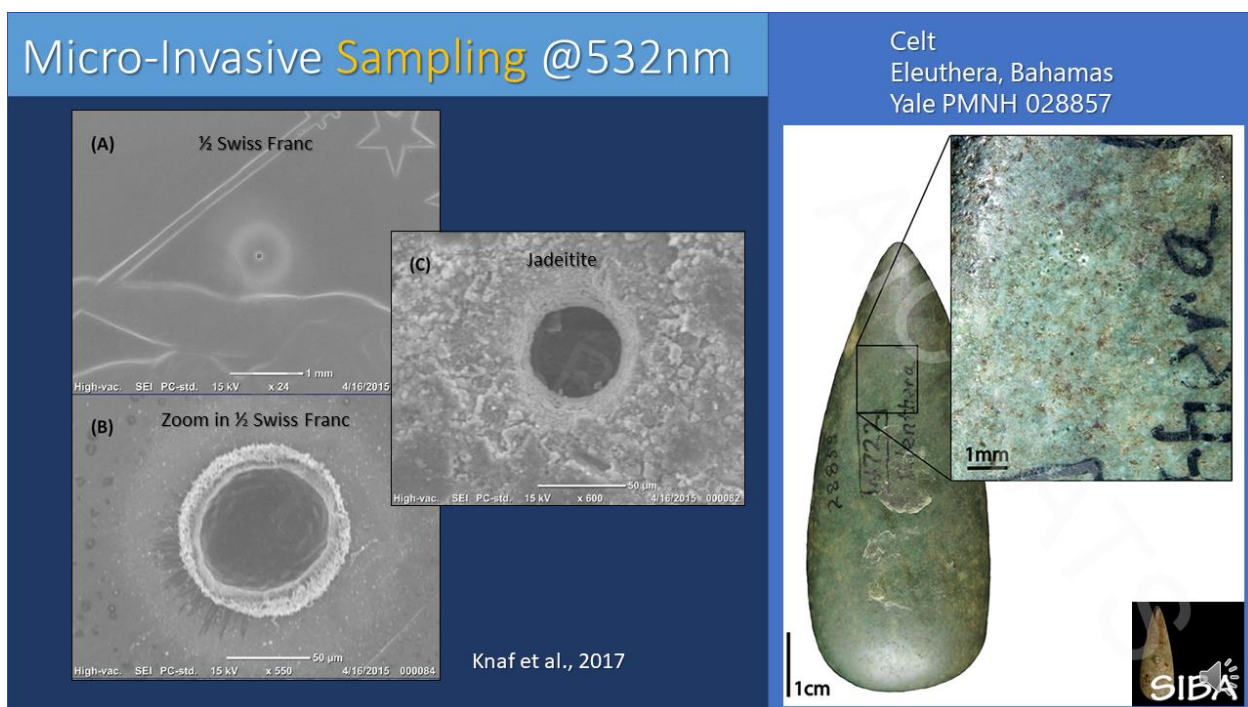 Micro-Invasive Sampling @532nm
(A)
½ Swiss Franc
1 mm
High-vac. SEI PC-std. 15 kV x 24 4/16/2015
Zoom in ½ Swiss Franc
(B)
50 µm
High-vac. SEI PC-std. 15 kV x 550 4/16/2015 000084
Jadeitite
(C)
50 µm
High-vac. SEI PC-std. 15 kV x 600 4/16/2015 000082
Knaf et al., 2017
Celt
Eleuthera, Bahamas
Yale PMNH 028857
1mm
1cm
SIBA